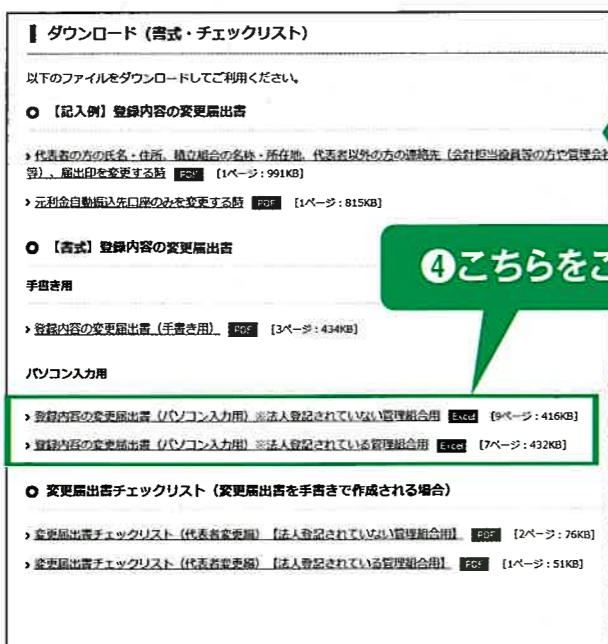 ダウンロード（書式・チェックリスト）
以下のファイルをダウンロードしてご利用ください。
【記入例】登録内容の変更届出書
代表者の方の氏名・住所、積立組合の名称・所在地、代表者以外の方の連絡先（会計担当役員等の方や管理会社
等）、届出印を変更する時 PDF [1ページ：991KB]
元利金自動振込先口座のみを変更する時 PDF [1ページ：815KB]
【書式】登録内容の変更届出書
❹こちらをご
手書き用
登録内容の変更届出書（手書き用） PDF [3ページ：434KB]
パソコン入力用
登録内容の変更届出書（パソコン入力用）※法人登記されていない管理組合用 Excel [9ページ：416KB]
登録内容の変更届出書（パソコン入力用）※法人登記されている管理組合用 Excel [7ページ：432KB]
変更届出書チェックリスト（変更届出書を手書きで作成される場合）
変更届出書チェックリスト（代表者変更編）【法人登記されていない管理組合用】 PDF [2ページ：76KB]
変更届出書チェックリスト（代表者変更編）【法人登記されている管理組合用】 PDF [1ページ：51KB]